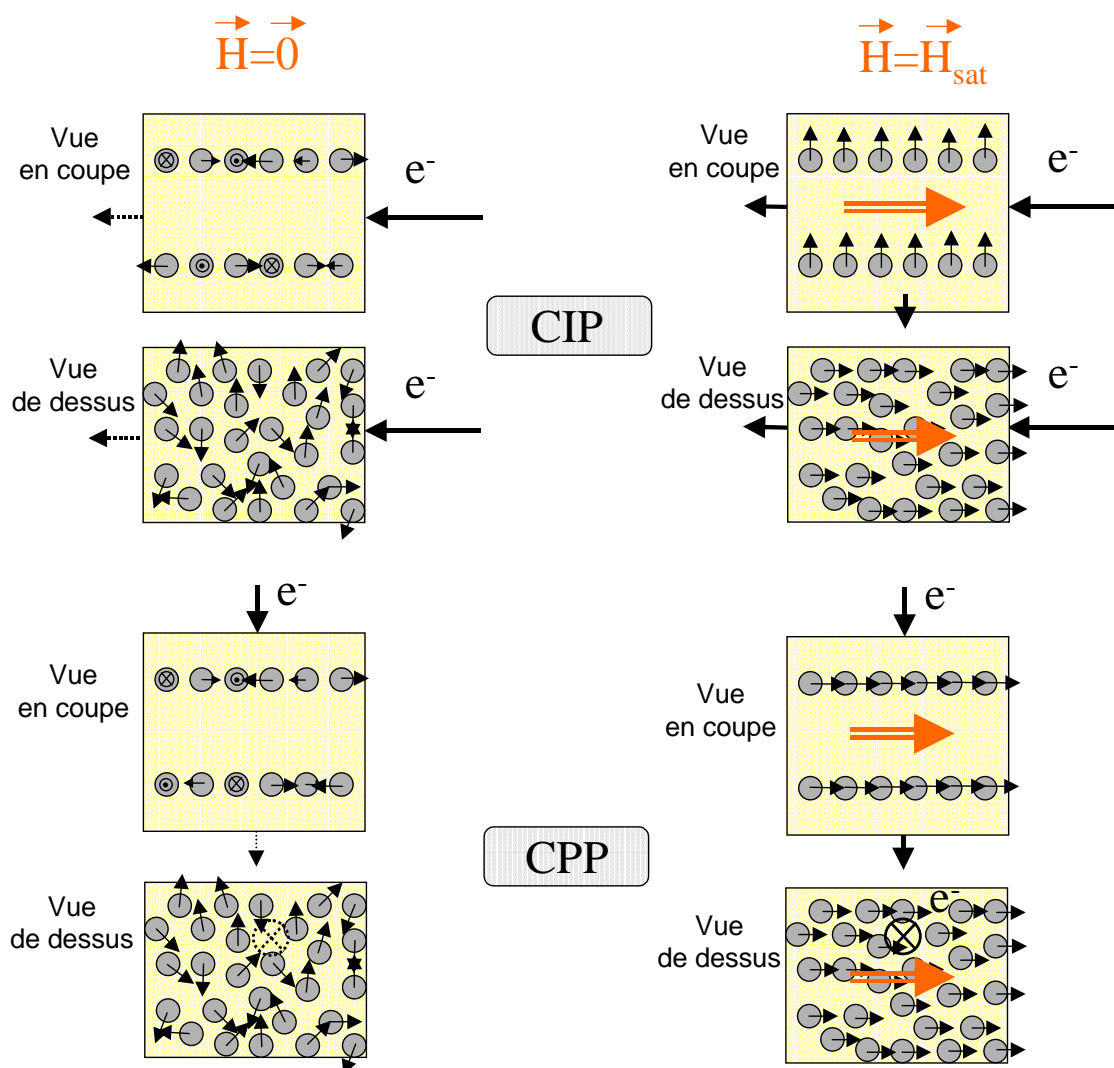 H=0
H=Hsat
Vue
en coupe
e-
Vue
en coupe
e-
CIP
Vue
de dessus
e-
Vue
de dessus
e-
e-
e-
Vue
en coupe
Vue
en coupe
CPP
Vue
de dessus
e-
Vue
de dessus